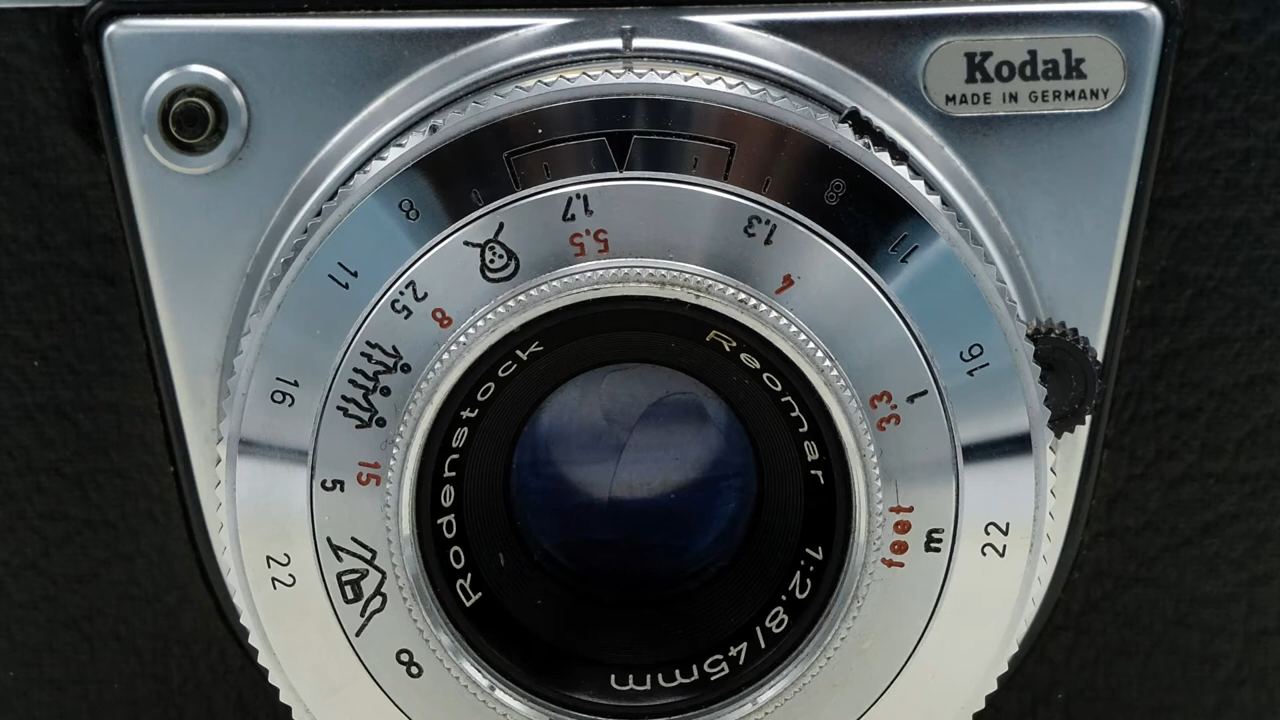 Kodak
MADE IN GERMANY
22 16 11 8 8 11 16 22
∞ 5 2.5 1.7 1.3 1 m
15 8 5.5 4 3.3 feet
Rodenstock Reomar 1:2.8/45mm